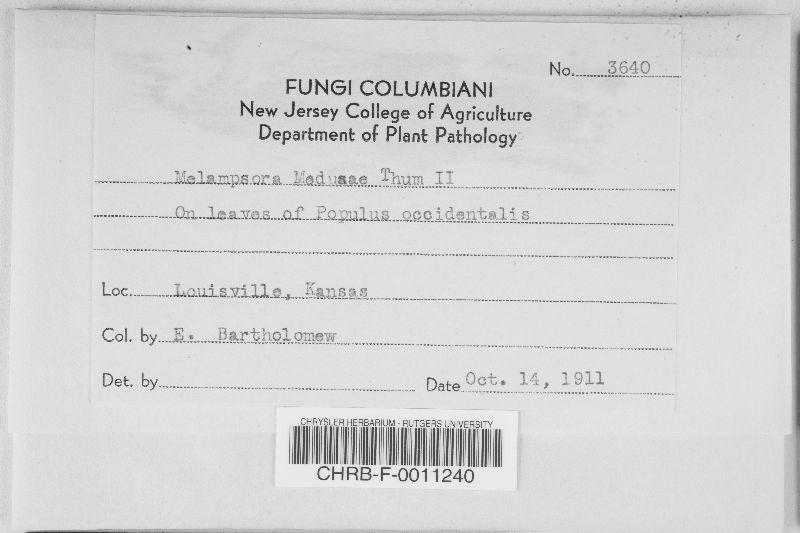 No. 3640
FUNGI COLUMBIANI
New Jersey College of Agriculture
Department of Plant Pathology
Melampsora Medusae Thum II
On leaves of Populus occidentalis
Loc. Louisville, Kansas
Col. by E. Bartholomew
Det. by
Date Oct. 14, 1911
CHRYSLER HERBARIUM - RUTGERS UNIVERSITY
CHRB-F-0011240